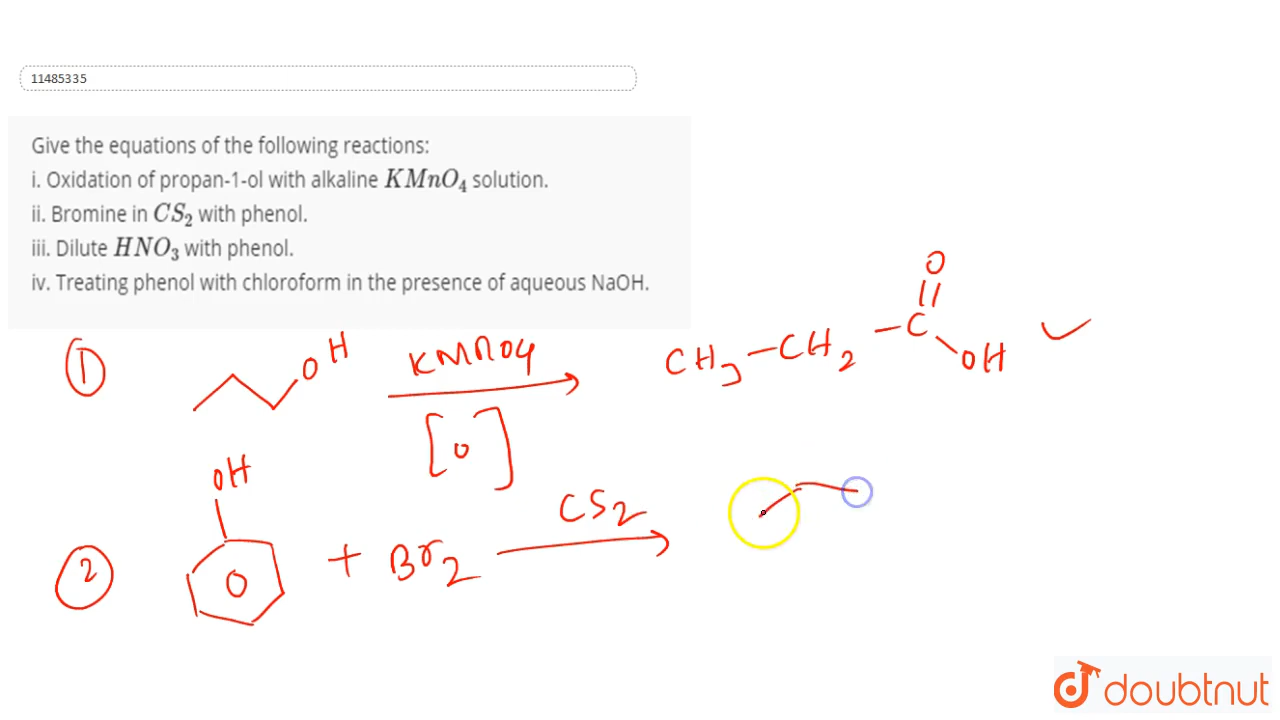 11485335
Give the equations of the following reactions:
i. Oxidation of propan-1-ol with alkaline KMnO₄ solution.
ii. Bromine in CS₂ with phenol.
iii. Dilute HNO₃ with phenol.
iv. Treating phenol with chloroform in the presence of aqueous NaOH.
O
① OH KMnO4 CH3-CH2-C
OH
[O]
OH
CS2
② + Br2
doubtnut